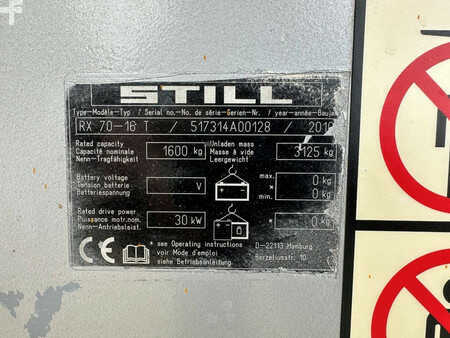 STILL
Type-Modèle-Typ / Serial no.-No. de série-Serien-Nr. / year-année-Baujahr
RX 70-16 T / 517314A00128 /
Rated capacity
Capacité nominale
Nenn-Tragfähigkeit
1600 kg
Unladen mass
Masse à vide
Leergewicht
3125 kg
Battery voltage
Tension batterie
Batteriespannung
V
max.
×
min.
0 kg
0 kg
Rated drive power
Puissance motr.nom.
Nenn-Antriebsleist.
30 kW
* 0 kg
CE
* see Operating instructions
voir Mode d'emploi
siehe Betriebsanleitung
D-22113 Hamburg
Berzeliusstr. 10